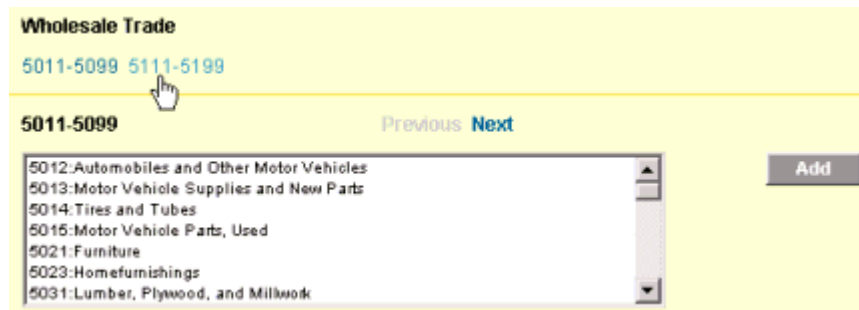 Wholesale Trade
5011-5099 5111-5199
5011-5099 Previous Next
5012:Automobiles and Other Motor Vehicles
Add
5013:Motor Vehicle Supplies and New Parts
5014:Tires and Tubes
5015:Motor Vehicle Parts, Used
5021:Furniture
5023:Homefurnishings
5031:Lumber, Plywood, and Millwork